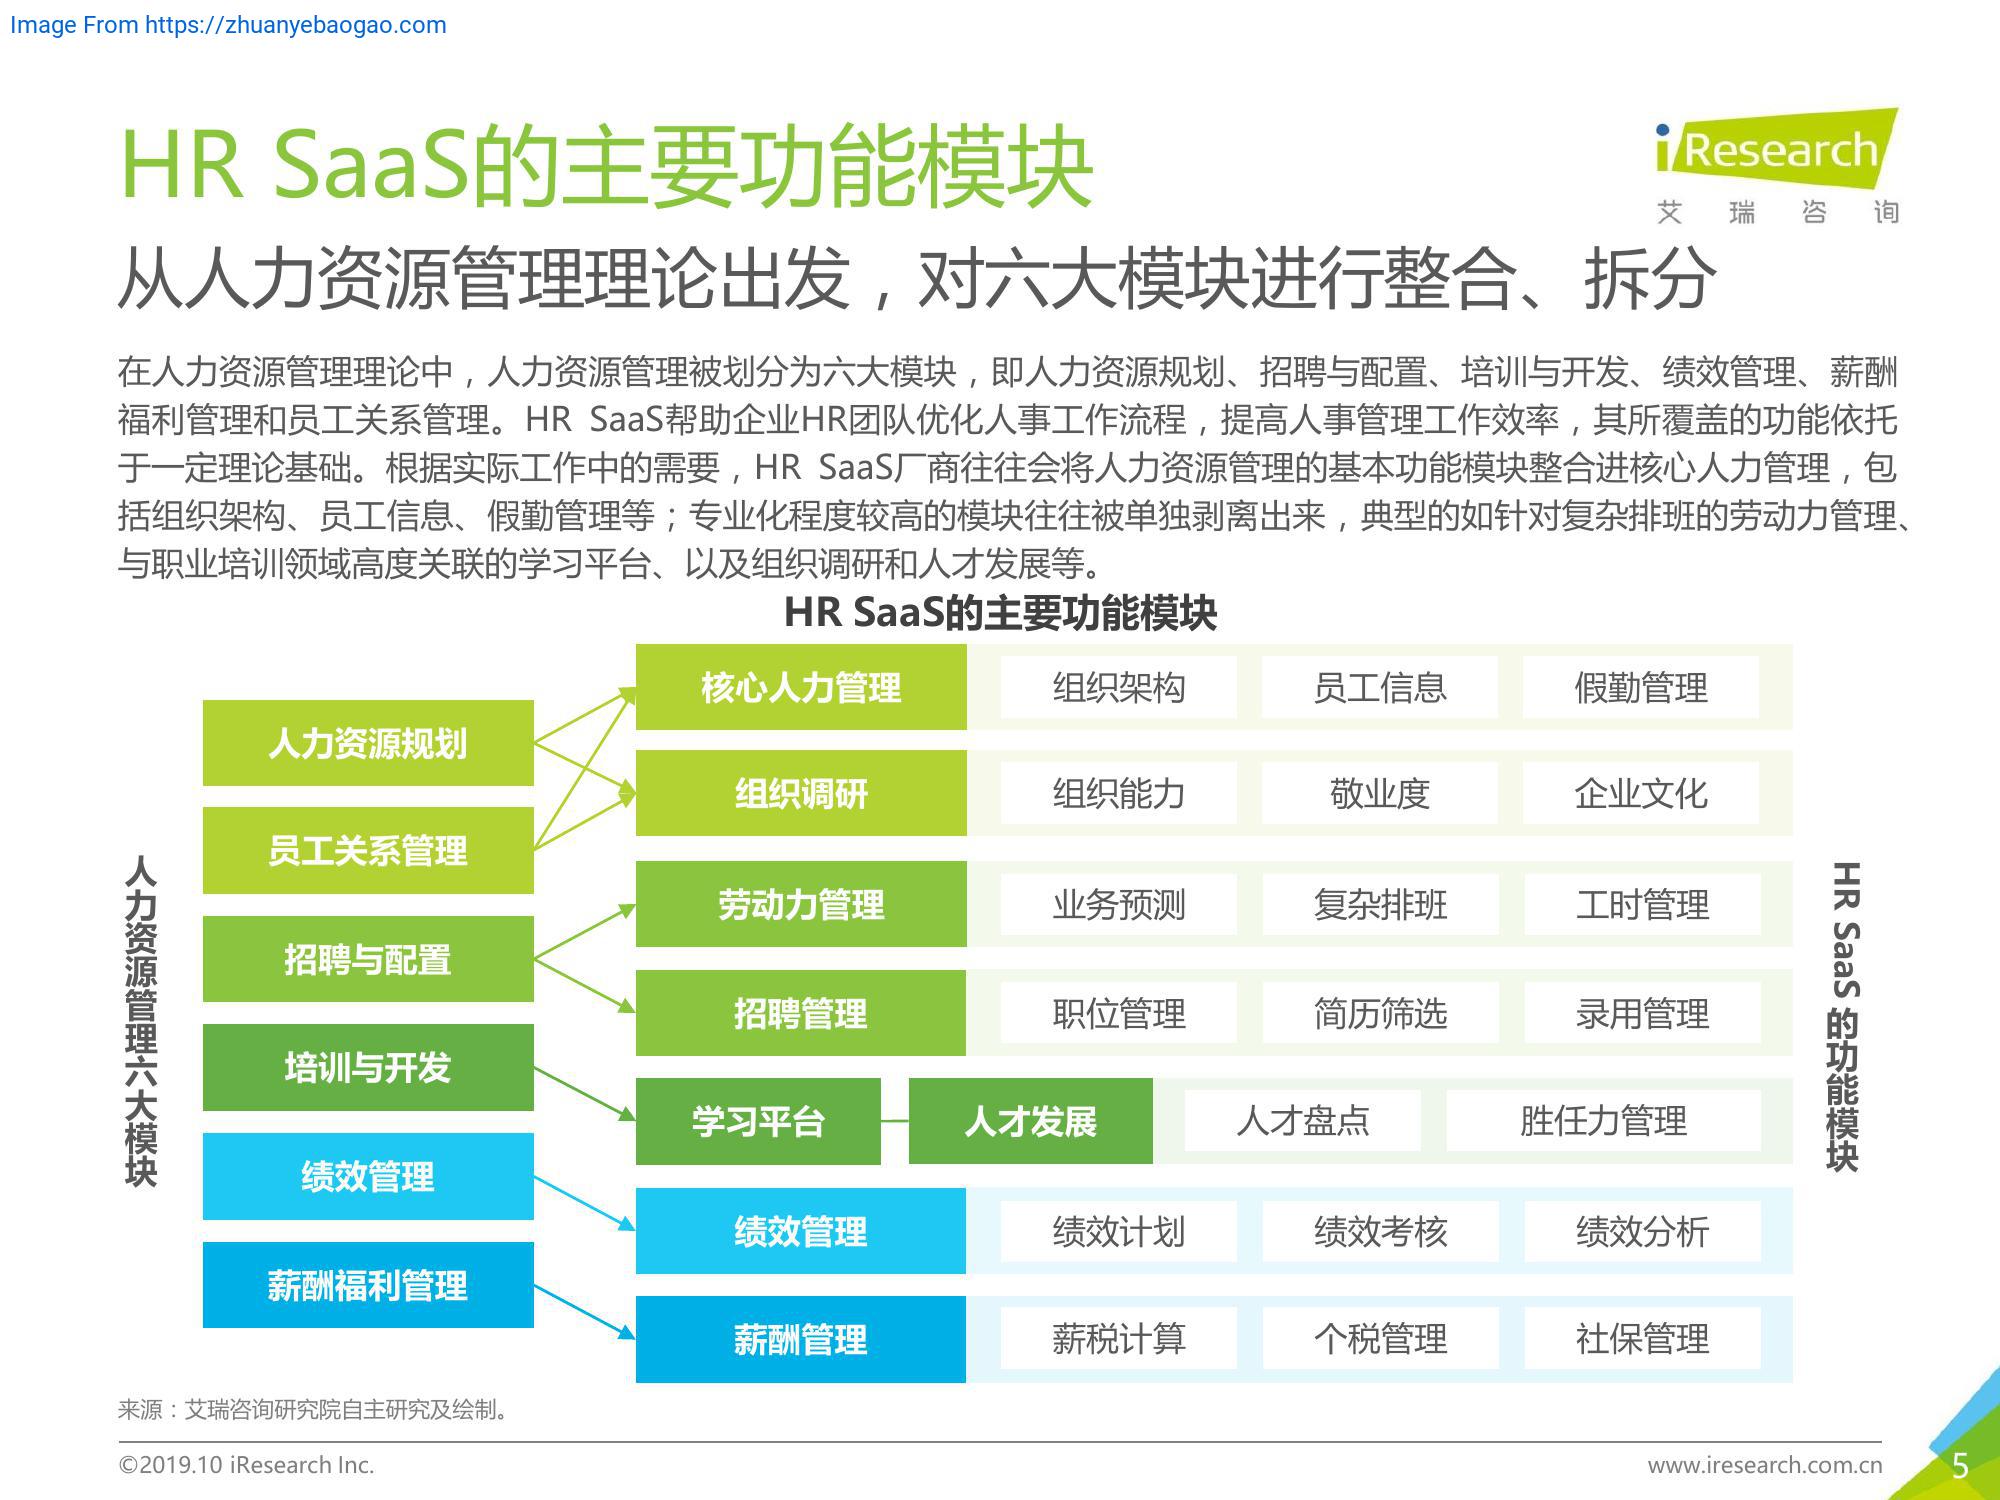 Image From https://zhuanyebaogao.com
HR SaaS的主要功能模块
iResearch
艾瑞咨询
从人力资源管理理论出发，对六大模块进行整合、拆分
在人力资源管理理论中，人力资源管理被划分为六大模块，即人力资源规划、招聘与配置、培训与开发、绩效管理、薪酬
福利管理和员工关系管理。HR SaaS帮助企业HR团队优化人事工作流程，提高人事管理工作效率，其所覆盖的功能依托
于一定理论基础。根据实际工作中的需要，HR SaaS厂商往往会将人力资源管理的基本功能模块整合进核心人力管理，包
括组织架构、员工信息、假勤管理等；专业化程度较高的模块往往被单独剥离出来，典型的如针对复杂排班的劳动力管理、
与职业培训领域高度关联的学习平台、以及组织调研和人才发展等。
HR SaaS的主要功能模块
人力资源管理六大模块
人力资源规划
员工关系管理
招聘与配置
培训与开发
绩效管理
薪酬福利管理
核心人力管理 组织架构 员工信息 假勤管理
组织调研 组织能力 敬业度 企业文化
劳动力管理 业务预测 复杂排班 工时管理
招聘管理 职位管理 简历筛选 录用管理
学习平台 人才发展 人才盘点 胜任力管理
绩效管理 绩效计划 绩效考核 绩效分析
薪酬管理 薪税计算 个税管理 社保管理
HR SaaS的功能模块
来源：艾瑞咨询研究院自主研究及绘制。
©2019.10 iResearch Inc.
www.iresearch.com.cn
5